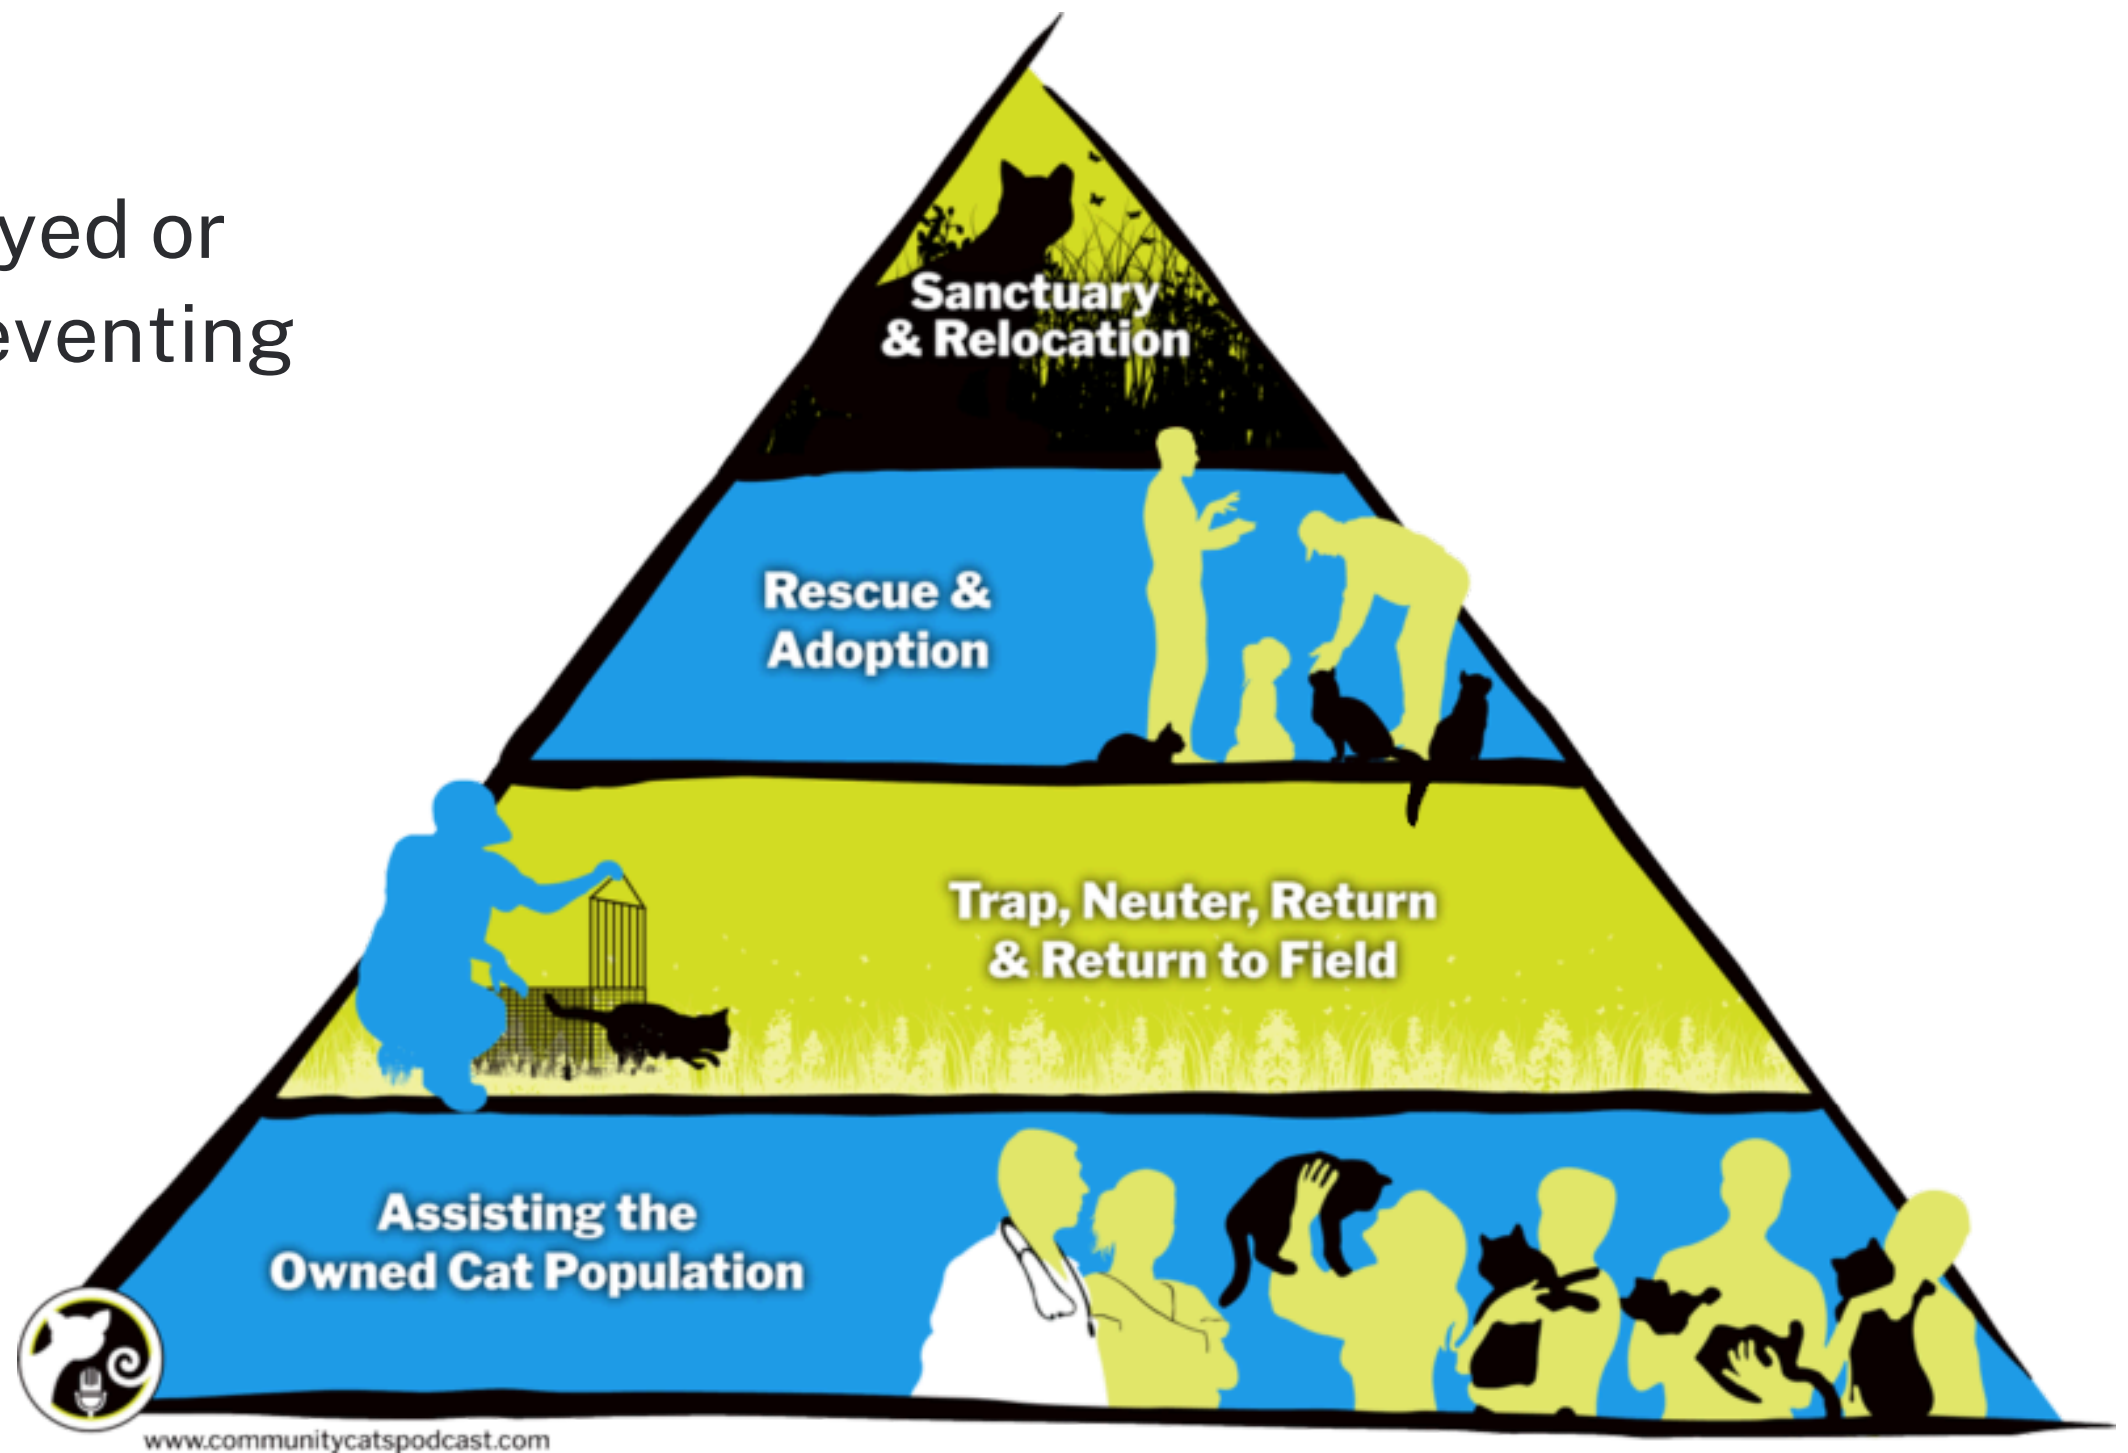 yed or
eventing
Sanctuary
& Relocation
Rescue &
Adoption
Trap, Neuter, Return
& Return to Field
Assisting the
Owned Cat Population
www.communitycatspodcast.com